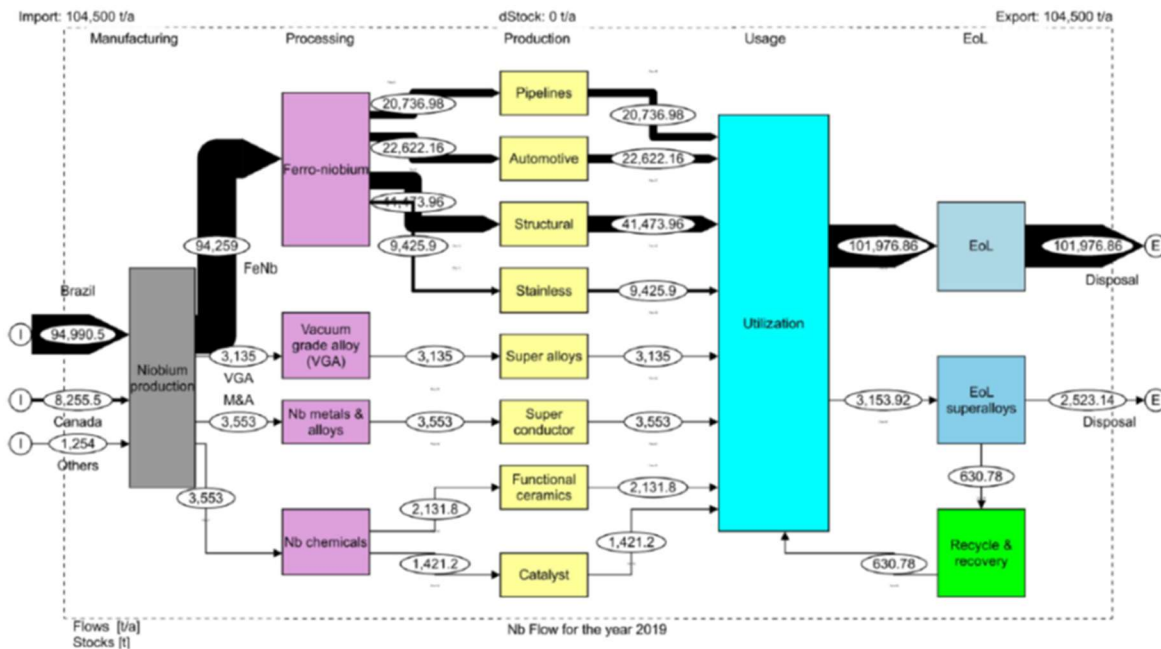 Import: 104,500 t/a
dStock: 0 t/a
Export: 104,500 t/a
Manufacturing
Processing
Production
Usage
EoL
Pipelines
20,736.98
20,736.98
Automotive
22,622.16
22,622.16
Ferro-niobium
Structural
41,473.96
41,473.96
9,425.9
Stainless
9,425.9
94,259
FeNb
Brazil
I
94,990.5
Niobium
production
I
8,255.5
Canada
I
1,254
Others
3,135
VGA
M&A
3,553
3,553
Vacuum
grade alloy
(VGA)
3,135
Super alloys
3,135
Nb metals &
alloys
3,553
Super
conductor
3,553
Functional
ceramics
2,131.8
2,131.8
Nb chemicals
1,421.2
1,421.2
Catalyst
Utilization
101,976.86
EoL
101,976.86
E
Disposal
3,153.92
EoL
superalloys
2,523.14
E
Disposal
630.78
Recycle &
recovery
630.78
Flows [t/a]
Stocks [t]
Nb Flow for the year 2019